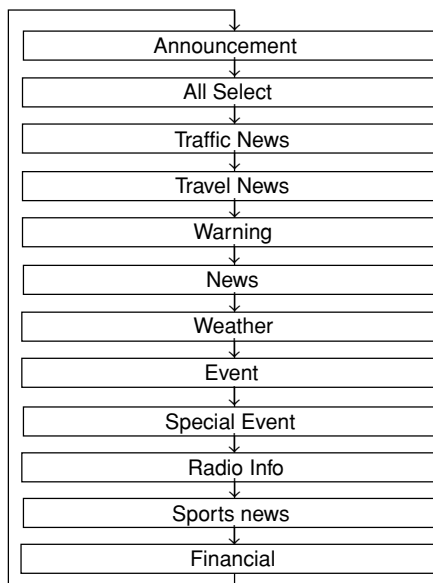 Announcement
All Select
Traffic News
Travel News
Warning
News
Weather
Event
Special Event
Radio Info
Sports news
Financial